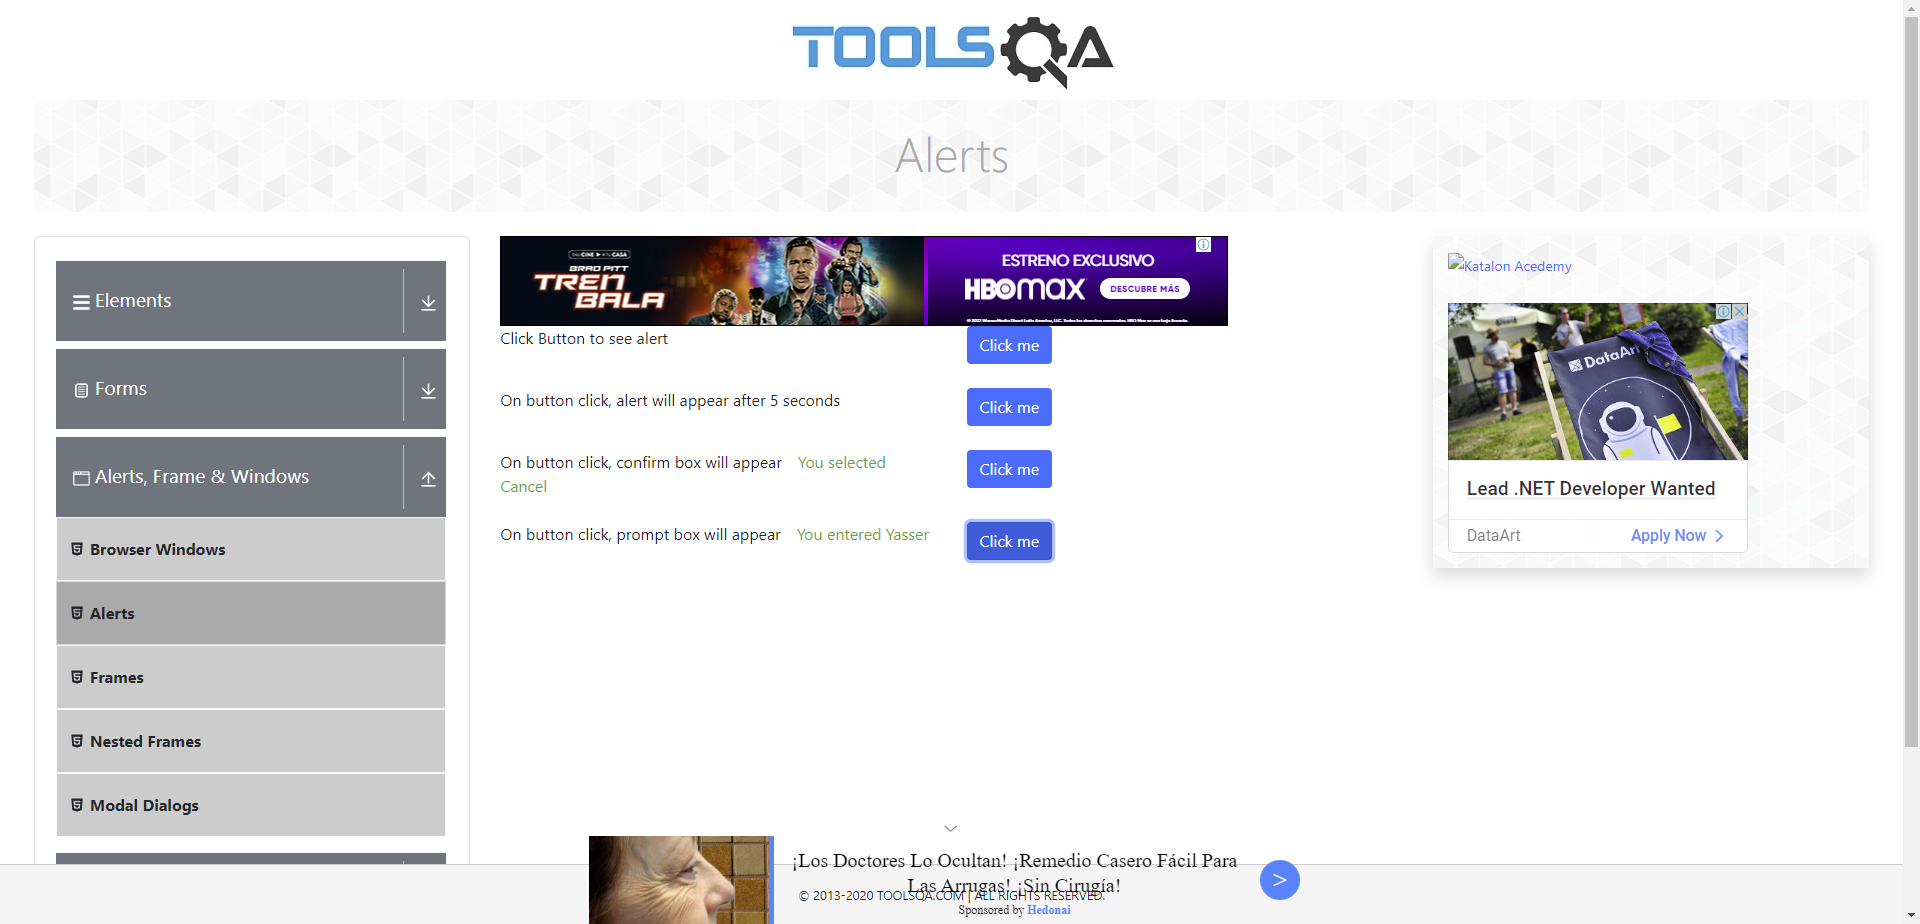 TOOLSQA
Alerts
Elements
Forms
Alerts, Frame & Windows
Browser Windows
Alerts
Frames
Nested Frames
Modal Dialogs
DEL CINE ▶ A TU CASA
BRAD PITT
TREN
BALA
ESTRENO EXCLUSIVO
HBOmax DESCUBRE MÁS
Click Button to see alert
Click me
On button click, alert will appear after 5 seconds
Click me
On button click, confirm box will appear You selected
Cancel
Click me
On button click, prompt box will appear You entered Yasser
Click me
Katalon Acedemy
DataArt
Lead .NET Developer Wanted
DataArt
Apply Now
¡Los Doctores Lo Ocultan! ¡Remedio Casero Fácil Para
Las Arrugas! ¡Sin Cirugía!
© 2013-2020 TOOLSQA.COM | ALL RIGHTS RESERVED.
Sponsored by Hedonai